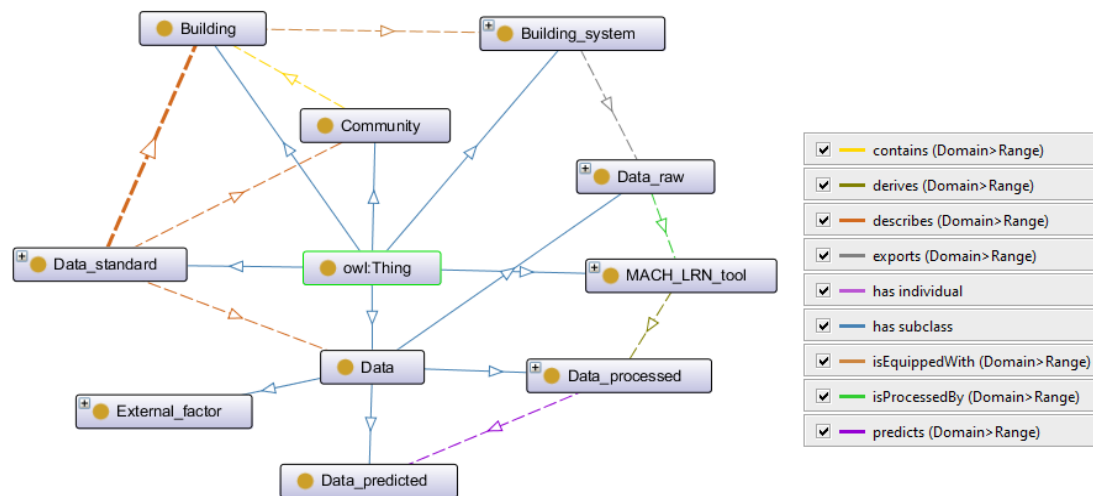 Building
Building_system
Community
Data_raw
Data_standard
owl:Thing
MACH_LRN_tool
Data
Data_processed
External_factor
Data_predicted
contains (Domain>Range)
derives (Domain>Range)
describes (Domain>Range)
exports (Domain>Range)
has individual
has subclass
isEquippedWith (Domain>Range)
isProcessedBy (Domain>Range)
predicts (Domain>Range)